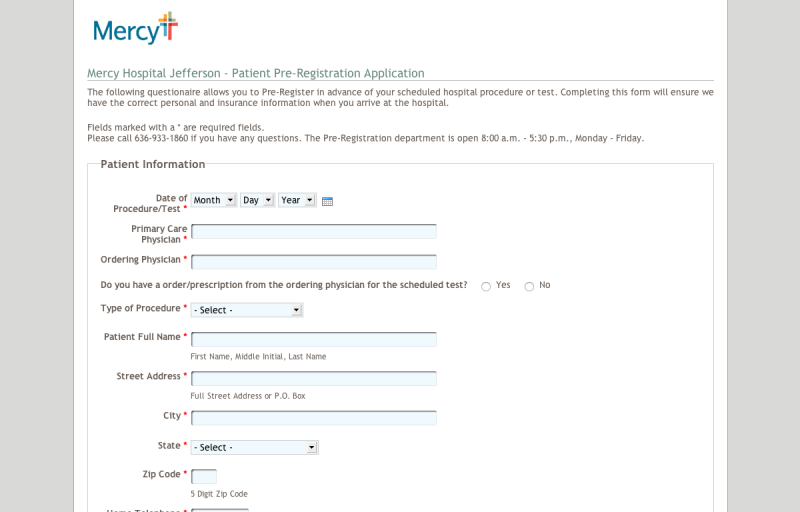 Mercy
Mercy Hospital Jefferson - Patient Pre-Registration Application
The following questionaire allows you to Pre-Register in advance of your scheduled hospital procedure or test. Completing this form will ensure we
have the correct personal and insurance information when you arrive at the hospital.
Fields marked with a * are required fields.
Please call 636-933-1860 if you have any questions. The Pre-Registration department is open 8:00 a.m. - 5:30 p.m., Monday - Friday.
Patient Information
Date of
Procedure/Test * Month Day Year
Primary Care
Physician *
Ordering Physician *
Do you have a order/prescription from the ordering physician for the scheduled test? Yes No
Type of Procedure * - Select -
Patient Full Name *
First Name, Middle Initial, Last Name
Street Address *
Full Street Address or P.O. Box
City *
State * - Select -
Zip Code *
5 Digit Zip Code
Home Telephone *